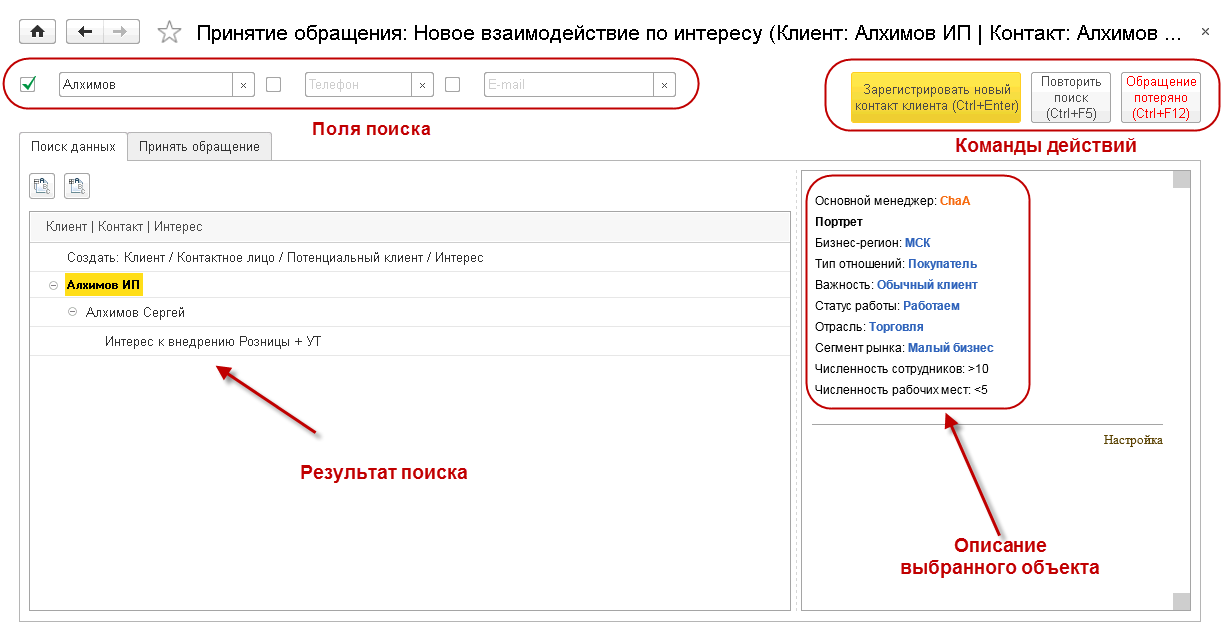 Принятие обращения: Новое взаимодействие по интересу (Клиент: Алхимов ИП | Контакт: Алхимов ...
Алхимов
Телефон
E-mail
Зарегистрировать новый
контакт клиента (Ctrl+Enter)
Повторить
поиск
(Ctrl+F5)
Обращение
потеряно
(Ctrl+F12)
Поля поиска
Команды действий
Поиск данных
Принять обращение
Клиент | Контакт | Интерес
Создать: Клиент / Контактное лицо / Потенциальный клиент / Интерес
Алхимов ИП
Алхимов Сергей
Интерес к внедрению Розницы + УТ
Результат поиска
Основной менеджер: ChaA
Портрет
Бизнес-регион: МСК
Тип отношений: Покупатель
Важность: Обычный клиент
Статус работы: Работаем
Отрасль: Торговля
Сегмент рынка: Малый бизнес
Численность сотрудников: >10
Численность рабочих мест: <5
Настройка
Описание
выбранного объекта